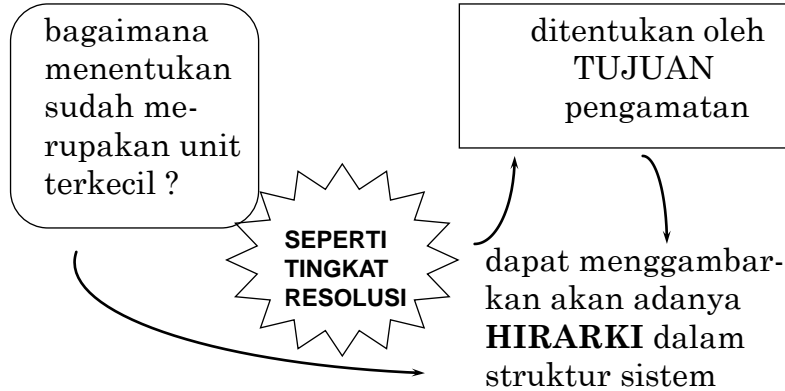 bagaimana
menentukan
sudah me-
rupakan unit
terkecil ?
ditentukan oleh
TUJUAN
pengamatan
SEPERTI
TINGKAT
RESOLUSI
dapat menggambar-
kan akan adanya
HIRARKI dalam
struktur sistem